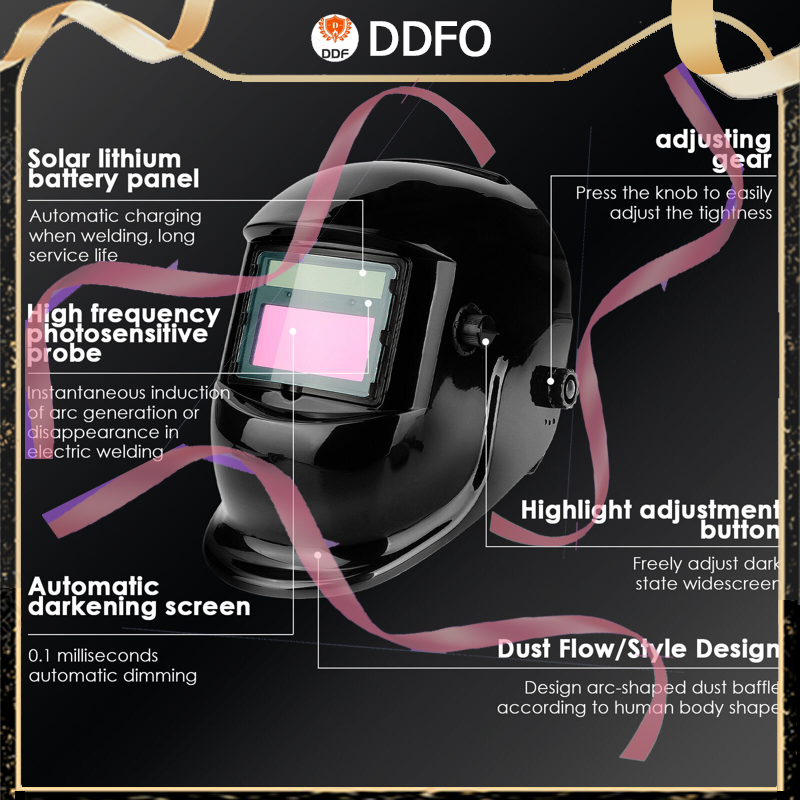 DDF
DDFO
Solar lithium
battery panel
Automatic charging
when welding, long
service life
High frequency
photosensitive
probe
Instantaneous induction
of arc generation or
disappearance in
electric welding
Automatic
darkening screen
0.1 milliseconds
automatic dimming
adjusting
gear
Press the knob to easily
adjust the tightness
Highlight adjustment
button
Freely adjust dark
state widescreen
Dust Flow/Style Design
Design arc-shaped dust baffle
according to human body shape